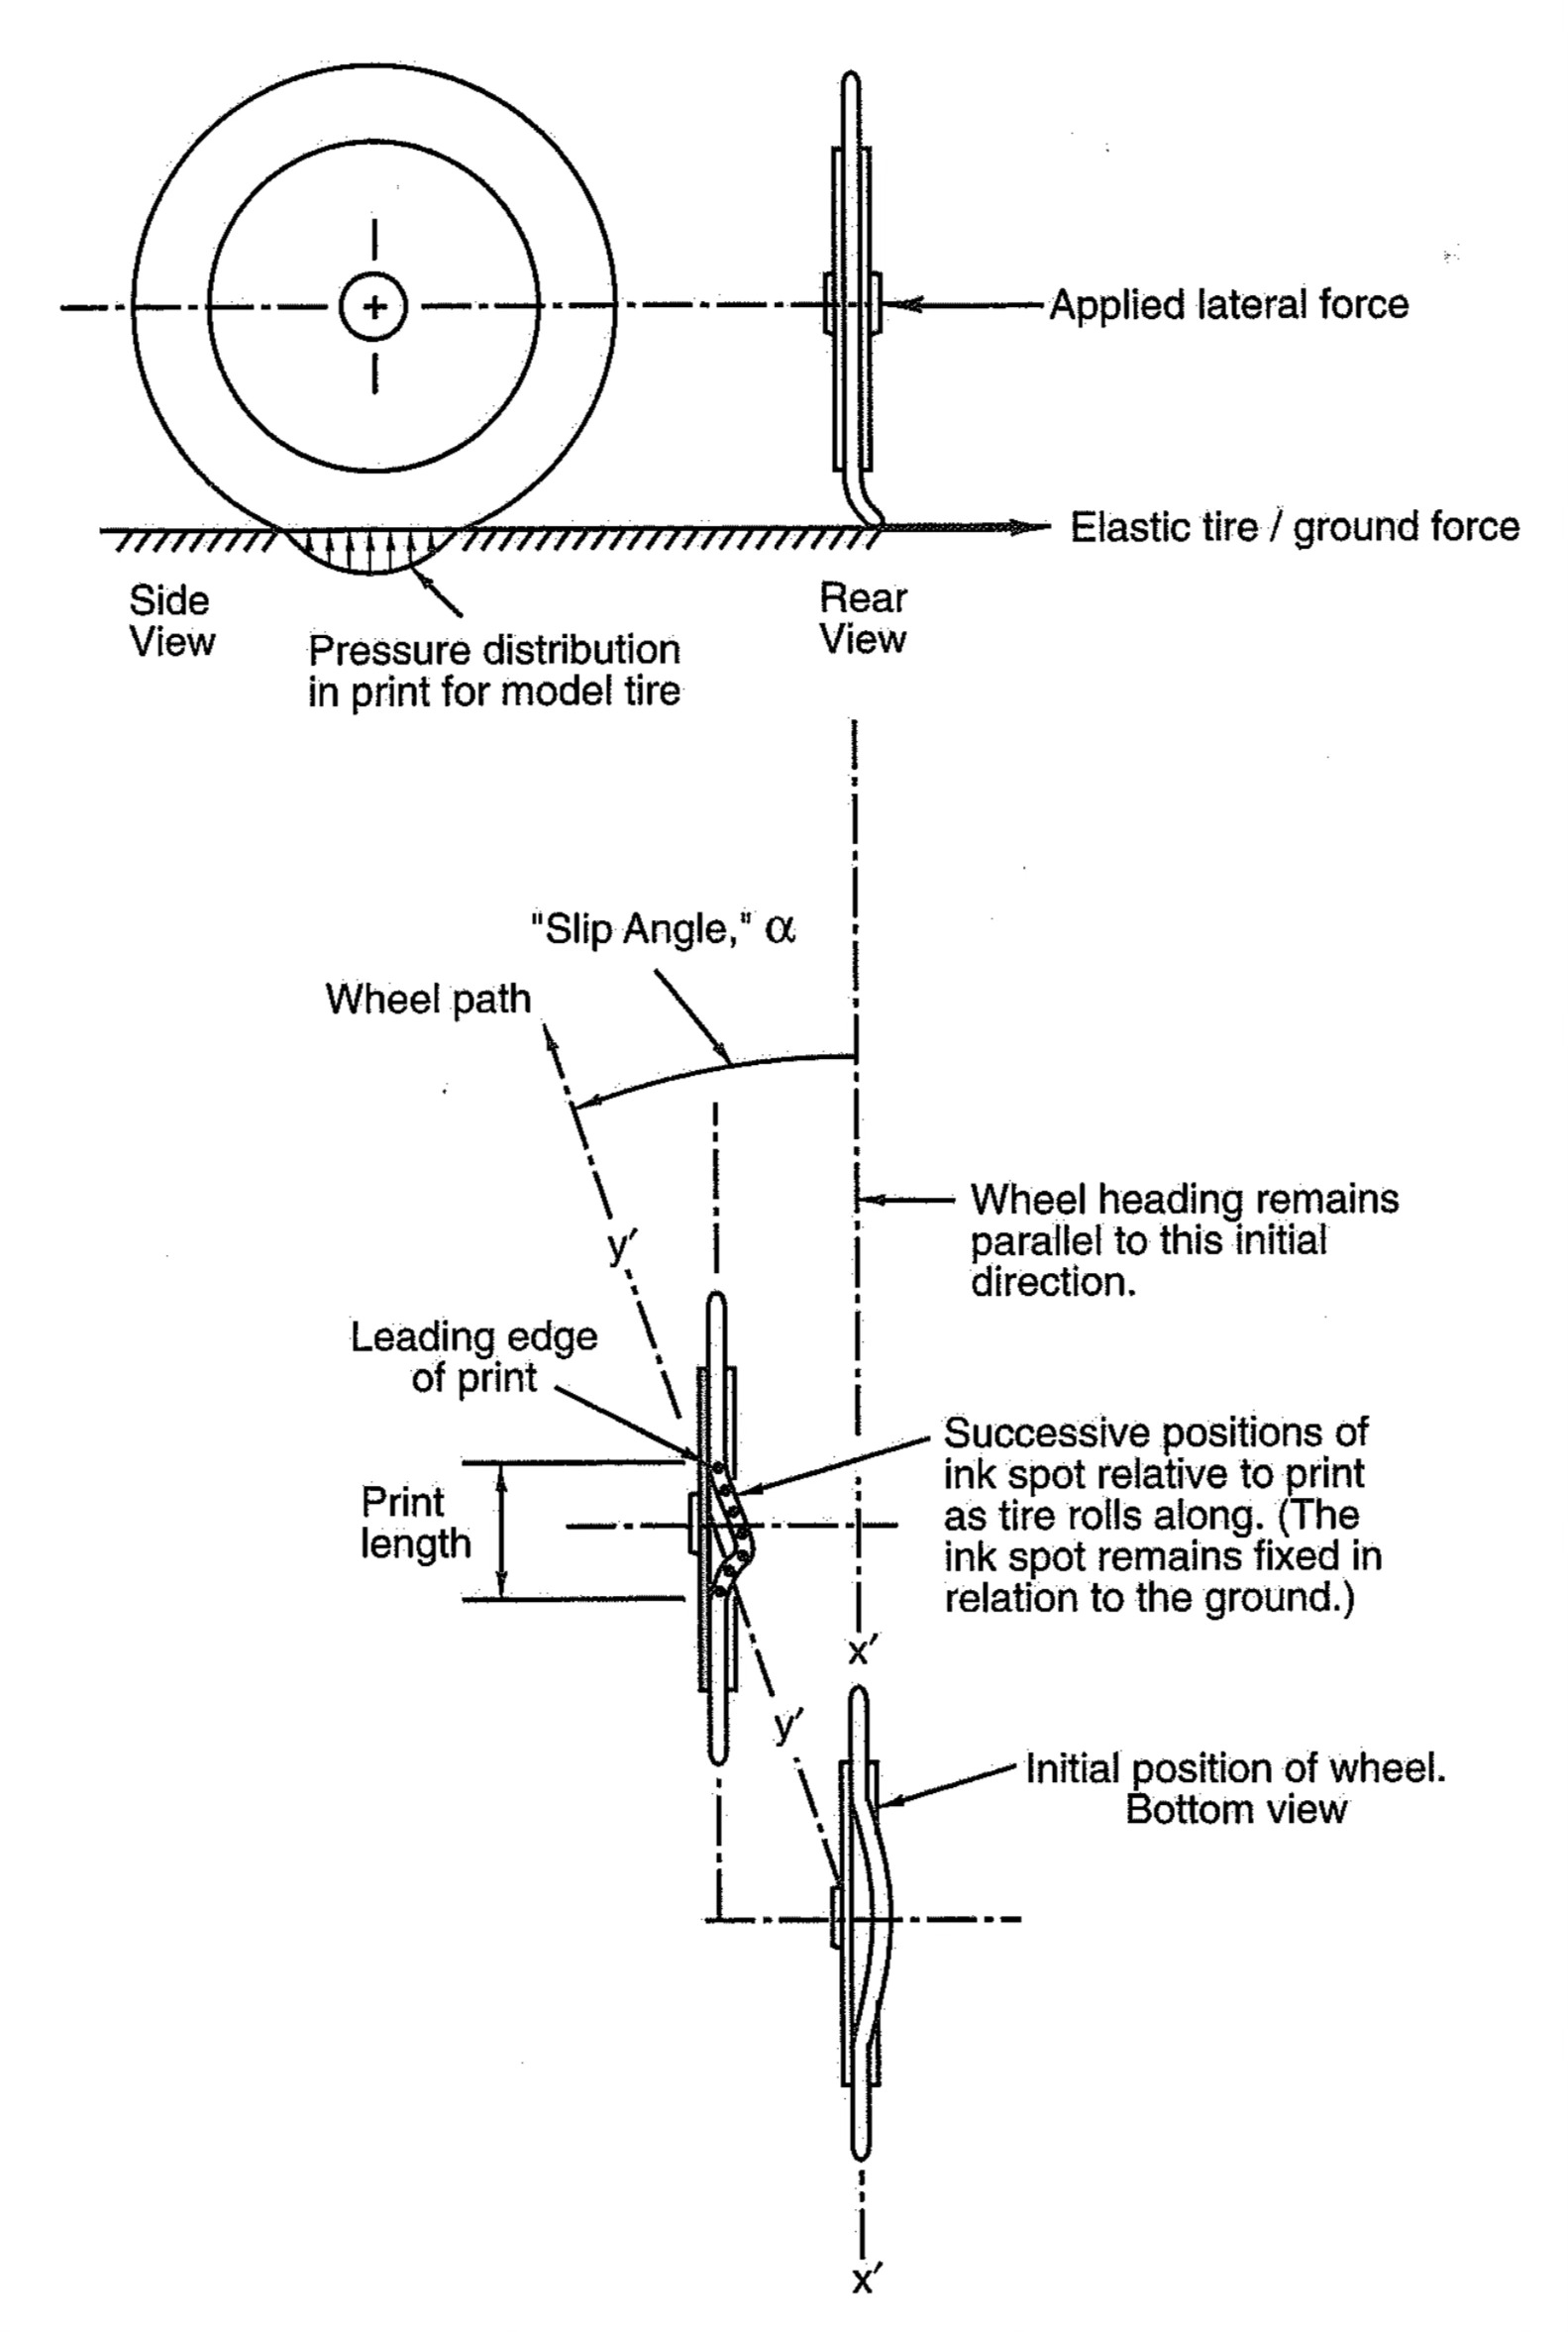 Applied lateral force
Elastic tire / ground force
Side
View
Rear
View
Pressure distribution
in print for model tire
"Slip Angle," α
Wheel path
y′
Wheel heading remains
parallel to this initial
direction.
Leading edge
of print
Successive positions of
ink spot relative to print
as tire rolls along. (The
ink spot remains fixed in
relation to the ground.)
Print
length
x′
y′
Initial position of wheel.
Bottom view
x′